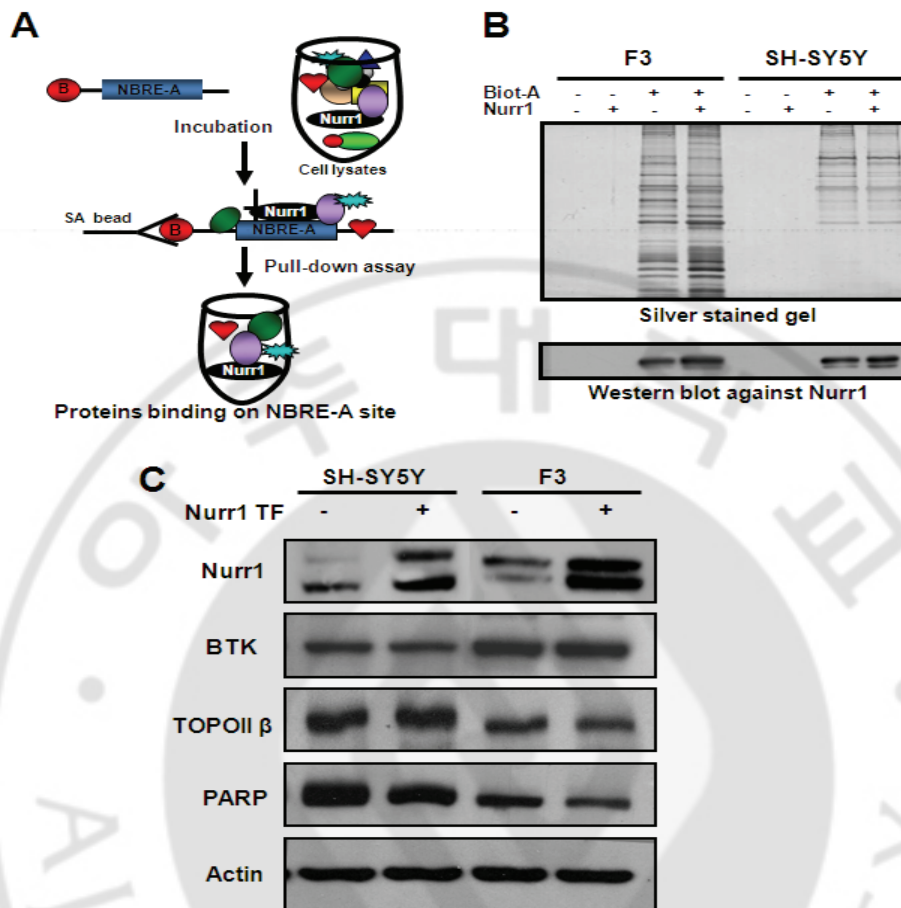 A
B
NBRE-A
Incubation
Nurr1
Cell lysates
SA bead
B
Nurr1
NBRE-A
Pull-down assay
Nurr1
Proteins binding on NBRE-A site
B
F3 SH-SY5Y
Biot-A - - + + - - + +
Nurr1 - + - + - + - +
Silver stained gel
Western blot against Nurr1
C
SH-SY5Y F3
Nurr1 TF - + - +
Nurr1
BTK
TOPOII β
PARP
Actin